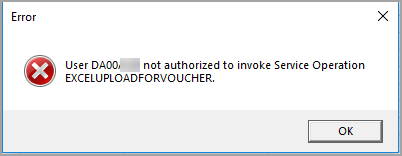 Error
User DA00 not authorized to invoke Service Operation
EXCELUPLOADFORVOUCHER.
OK